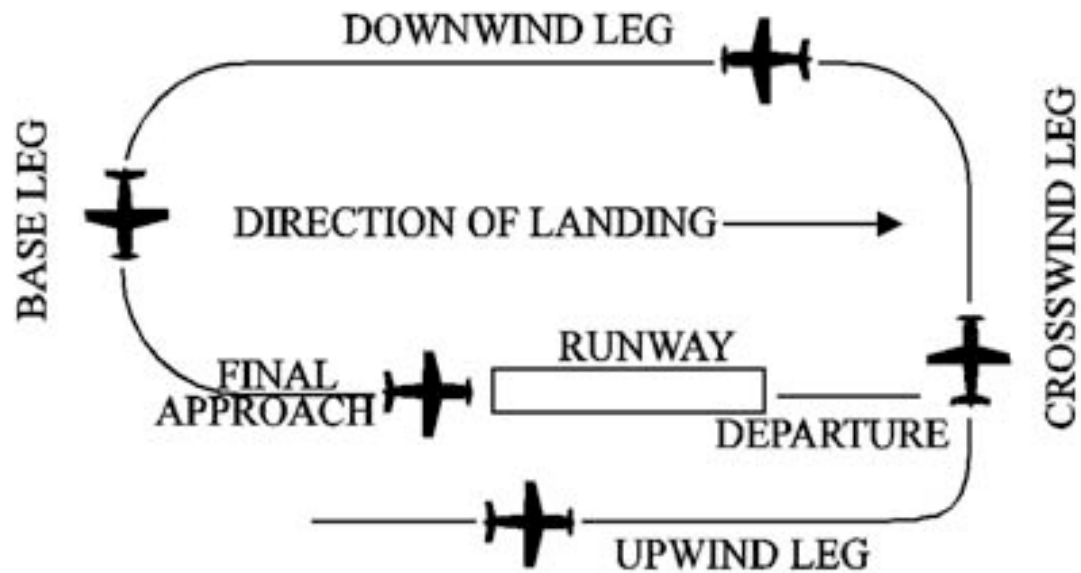 DOWNWIND LEG
BASE LEG
CROSSWIND LEG
DIRECTION OF LANDING
RUNWAY
FINAL
APPROACH
DEPARTURE
UPWIND LEG